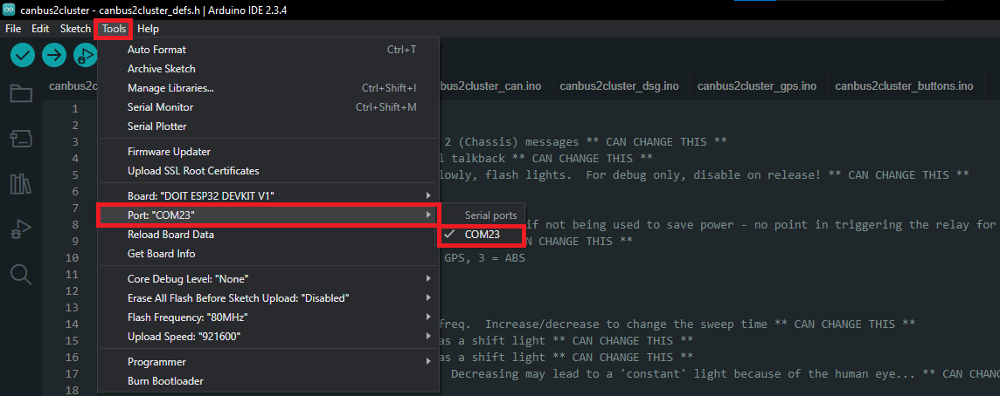 canbus2cluster - canbus2cluster_defs.h | Arduino IDE 2.3.4
File Edit Sketch Tools Help
Auto Format Ctrl+T
Archive Sketch
Manage Libraries... Ctrl+Shift+I
Serial Monitor Ctrl+Shift+M
Serial Plotter
Firmware Updater
Upload SSL Root Certificates
Board: "DOIT ESP32 DEVKIT V1"
Port: "COM23"
Reload Board Data
Get Board Info
Core Debug Level: "None"
Erase All Flash Before Sketch Upload: "Disabled"
Flash Frequency: "80MHz"
Upload Speed: "921600"
Programmer
Burn Bootloader
Serial ports
COM23
canbus2c bus2cluster_can.ino canbus2cluster_dsg.ino canbus2cluster_gps.ino canbus2cluster_buttons.ino
1
2
3 2 (Chassis) messages ** CAN CHANGE THIS **
4 l talkback ** CAN CHANGE THIS **
5 lowly, flash lights.  For debug only, disable on release! ** CAN CHANGE THIS **
6
7
8 if not being used to save power - no point in triggering the relay for
9 N CHANGE THIS **
10 GPS, 3 = ABS
11
12
13
14 freq.  Increase/decrease to change the sweep time ** CAN CHANGE THIS **
15 as a shift light ** CAN CHANGE THIS **
16 as a shift light ** CAN CHANGE THIS **
17 Decreasing may lead to a 'constant' light because of the human eye... ** CAN CHANG
18